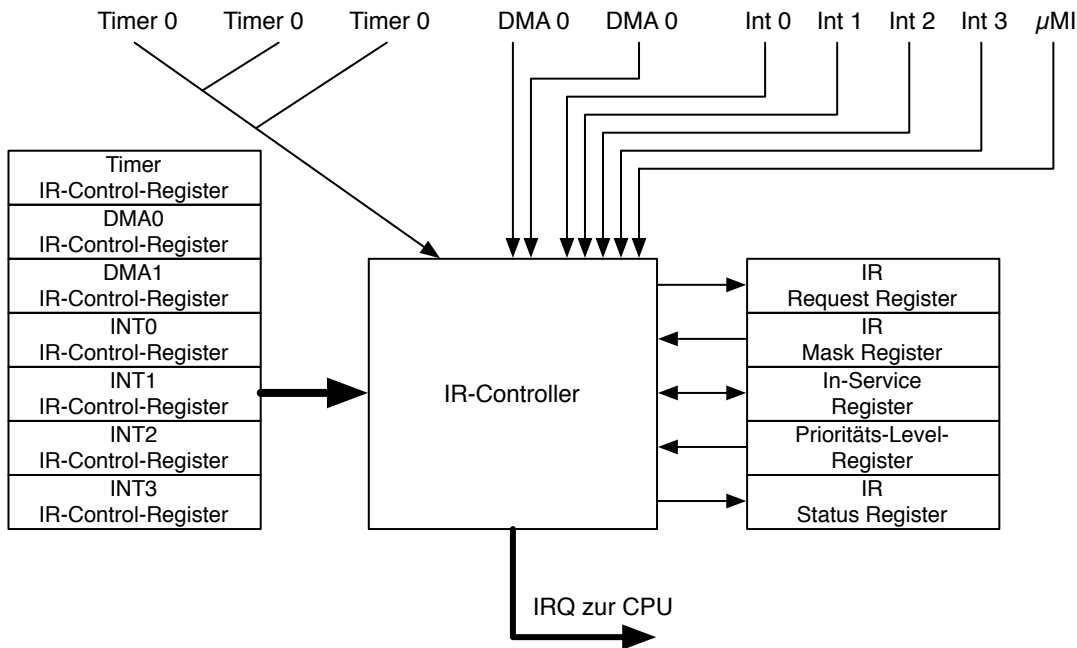 Timer 0 Timer 0 Timer 0 DMA 0 DMA 0 Int 0 Int 1 Int 2 Int 3 µMI
Timer
IR-Control-Register
DMA0
IR-Control-Register
DMA1
IR-Control-Register
INT0
IR-Control-Register
INT1
IR-Control-Register
INT2
IR-Control-Register
INT3
IR-Control-Register
IR-Controller
IR
Request Register
IR
Mask Register
In-Service
Register
Prioritäts-Level-
Register
IR
Status Register
IRQ zur CPU